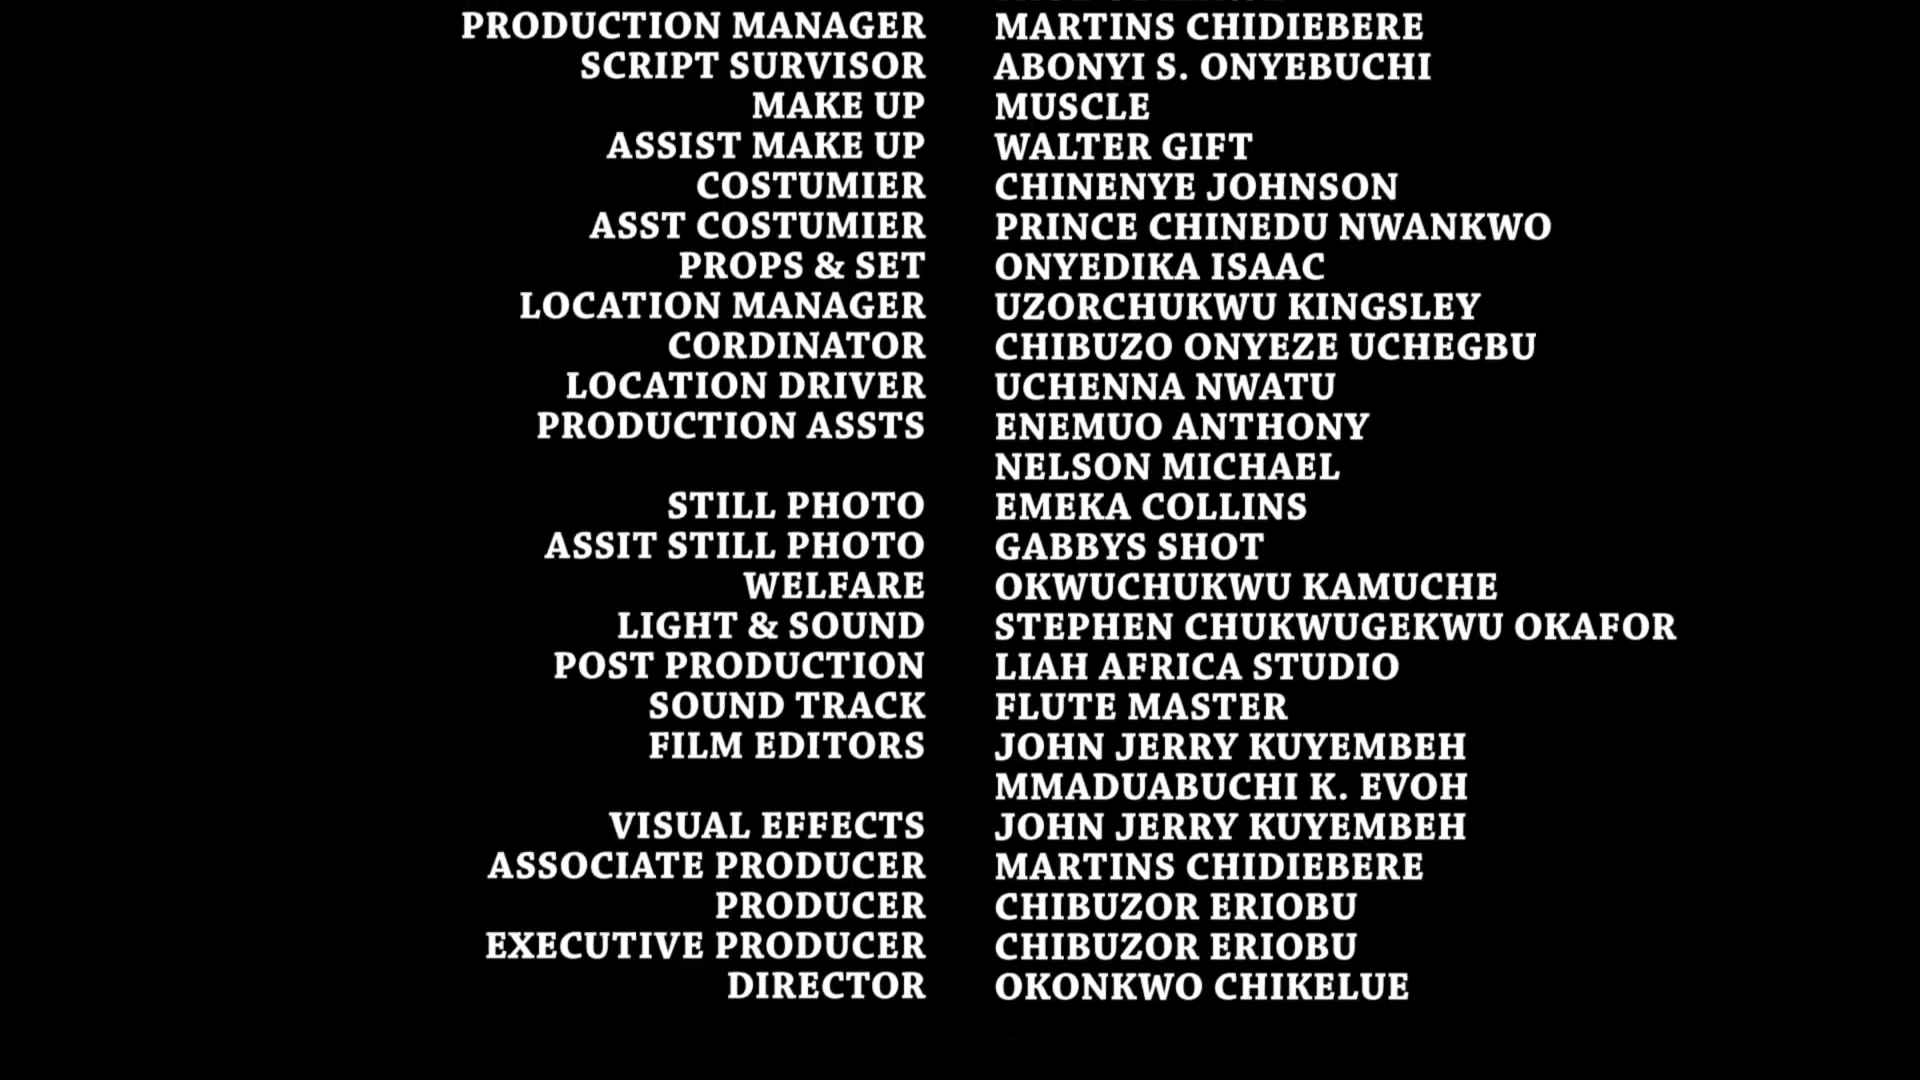 PRODUCTION MANAGER MARTINS CHIDIEBERE
SCRIPT SURVISOR ABONYI S. ONYEBUCHI
MAKE UP MUSCLE
ASSIST MAKE UP WALTER GIFT
COSTUMIER CHINENYE JOHNSON
ASST COSTUMIER PRINCE CHINEDU NWANKWO
PROPS & SET ONYEDIKA ISAAC
LOCATION MANAGER UZORCHUKWU KINGSLEY
CORDINATOR CHIBUZO ONYEZE UCHEGBU
LOCATION DRIVER UCHENNA NWATU
PRODUCTION ASSTS ENEMUO ANTHONY
NELSON MICHAEL
STILL PHOTO EMEKA COLLINS
ASSIT STILL PHOTO GABBYS SHOT
WELFARE OKWUCHUKWU KAMUCHE
LIGHT & SOUND STEPHEN CHUKWUGEKWU OKAFOR
POST PRODUCTION LIAH AFRICA STUDIO
SOUND TRACK FLUTE MASTER
FILM EDITORS JOHN JERRY KUYEMBEH
MMADUABUCHI K. EVOH
VISUAL EFFECTS JOHN JERRY KUYEMBEH
ASSOCIATE PRODUCER MARTINS CHIDIEBERE
PRODUCER CHIBUZOR ERIOBU
EXECUTIVE PRODUCER CHIBUZOR ERIOBU
DIRECTOR OKONKWO CHIKELUE